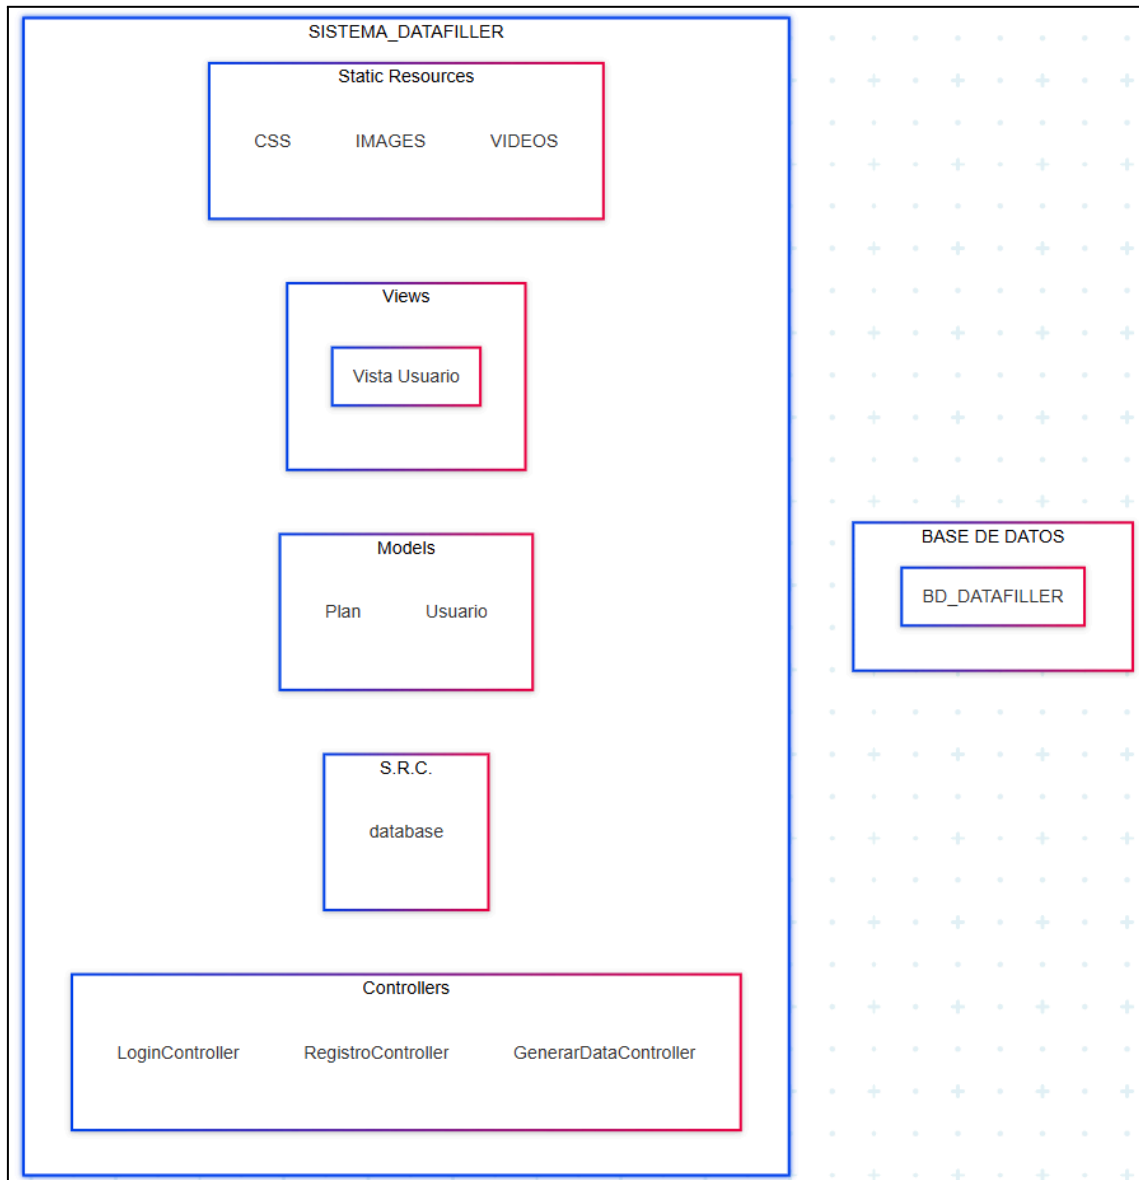 SISTEMA_DATAFILLER
Static Resources
CSS IMAGES VIDEOS
Views
Vista Usuario
Models
Plan Usuario
S.R.C.
database
Controllers
LoginController RegistroController GenerarDataController
BASE DE DATOS
BD_DATAFILLER